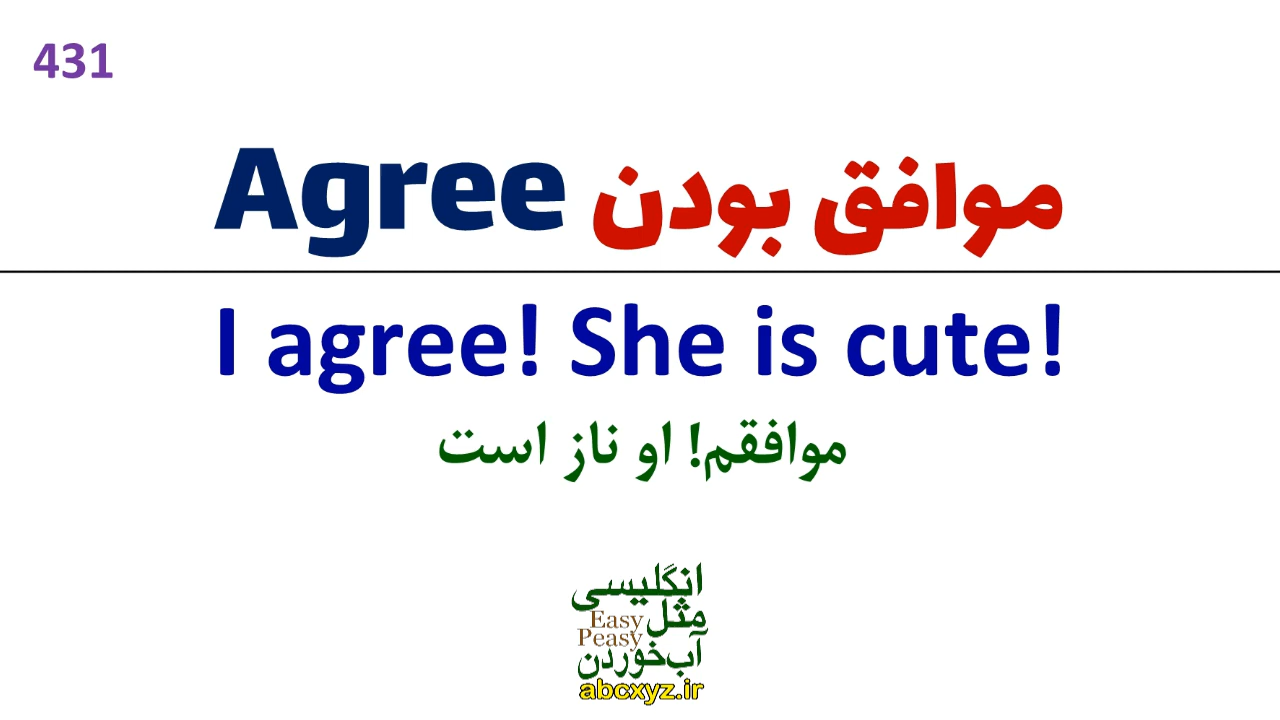 431
Agree موافق بودن
I agree! She is cute!
موافقم! او ناز است
انگلیسی
مثل
Easy
Peasy
آب‌خوردن
abcxyz.ir